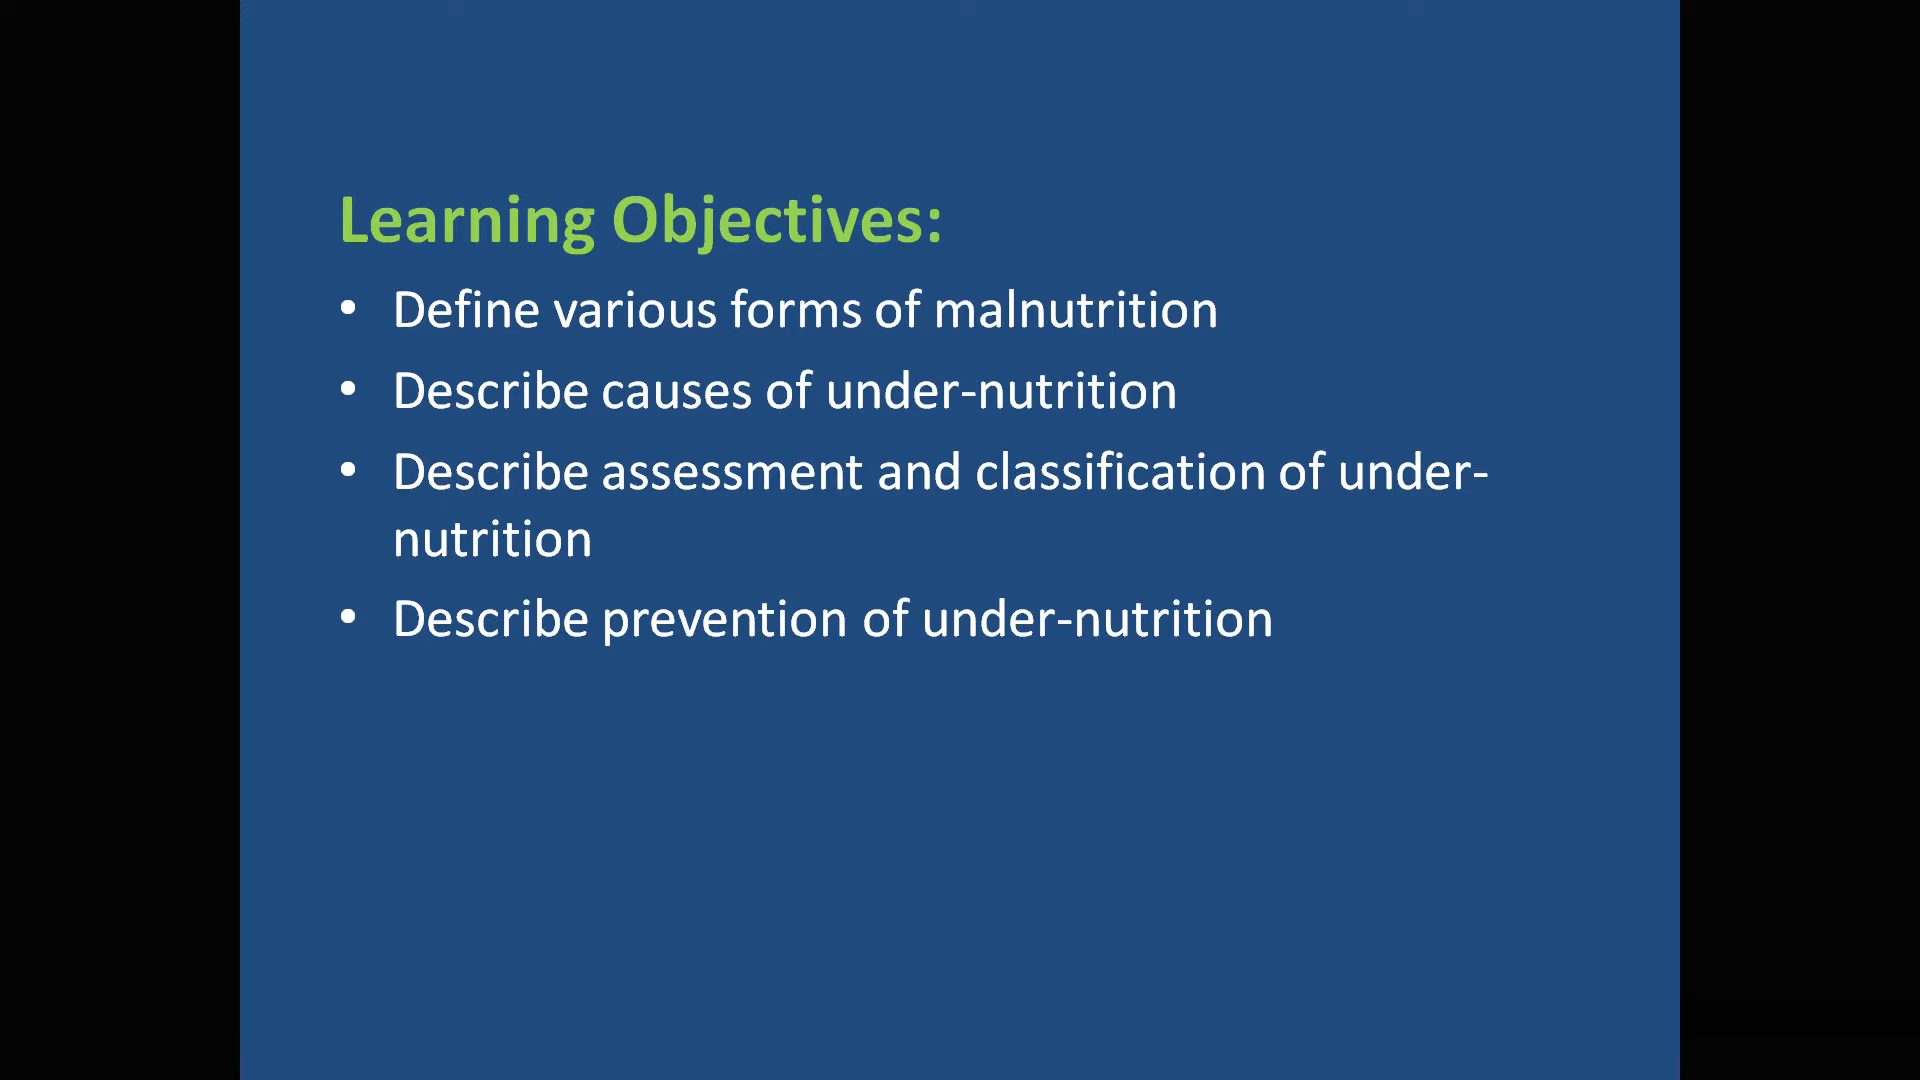 Learning Objectives:
• Define various forms of malnutrition
• Describe causes of under-nutrition
• Describe assessment and classification of under-
nutrition
• Describe prevention of under-nutrition